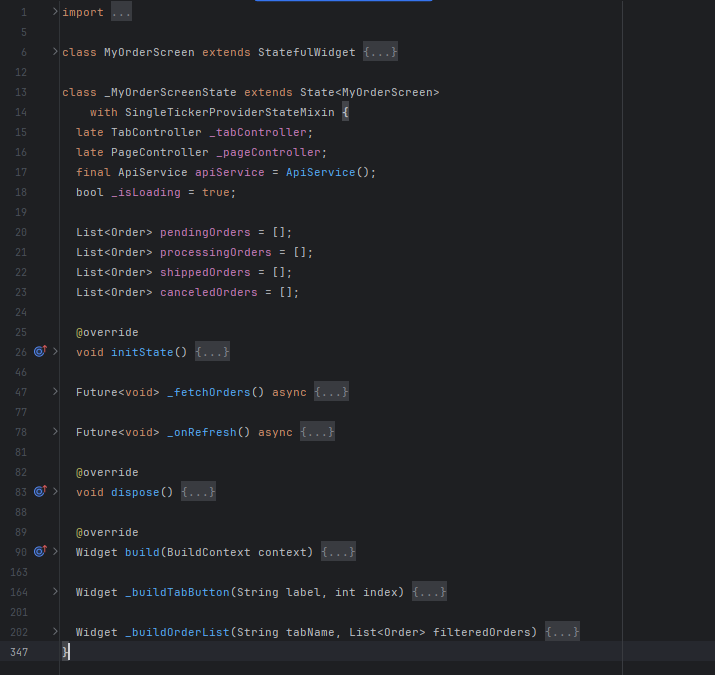 1 import ...
5
6 class MyOrderScreen extends StatefulWidget {...}
12
13 class _MyOrderScreenState extends State<MyOrderScreen>
14 with SingleTickerProviderStateMixin {
15 late TabController _tabController;
16 late PageController _pageController;
17 final ApiService apiService = ApiService();
18 bool _isLoading = true;
19
20 List<Order> pendingOrders = [];
21 List<Order> processingOrders = [];
22 List<Order> shippedOrders = [];
23 List<Order> canceledOrders = [];
24
25 @override
26 void initState() {...}
46
47 Future<void> _fetchOrders() async {...}
77
78 Future<void> _onRefresh() async {...}
81
82 @override
83 void dispose() {...}
88
89 @override
90 Widget build(BuildContext context) {...}
163
164 Widget _buildTabButton(String label, int index) {...}
201
202 Widget _buildOrderList(String tabName, List<Order> filteredOrders) {...}
347 }